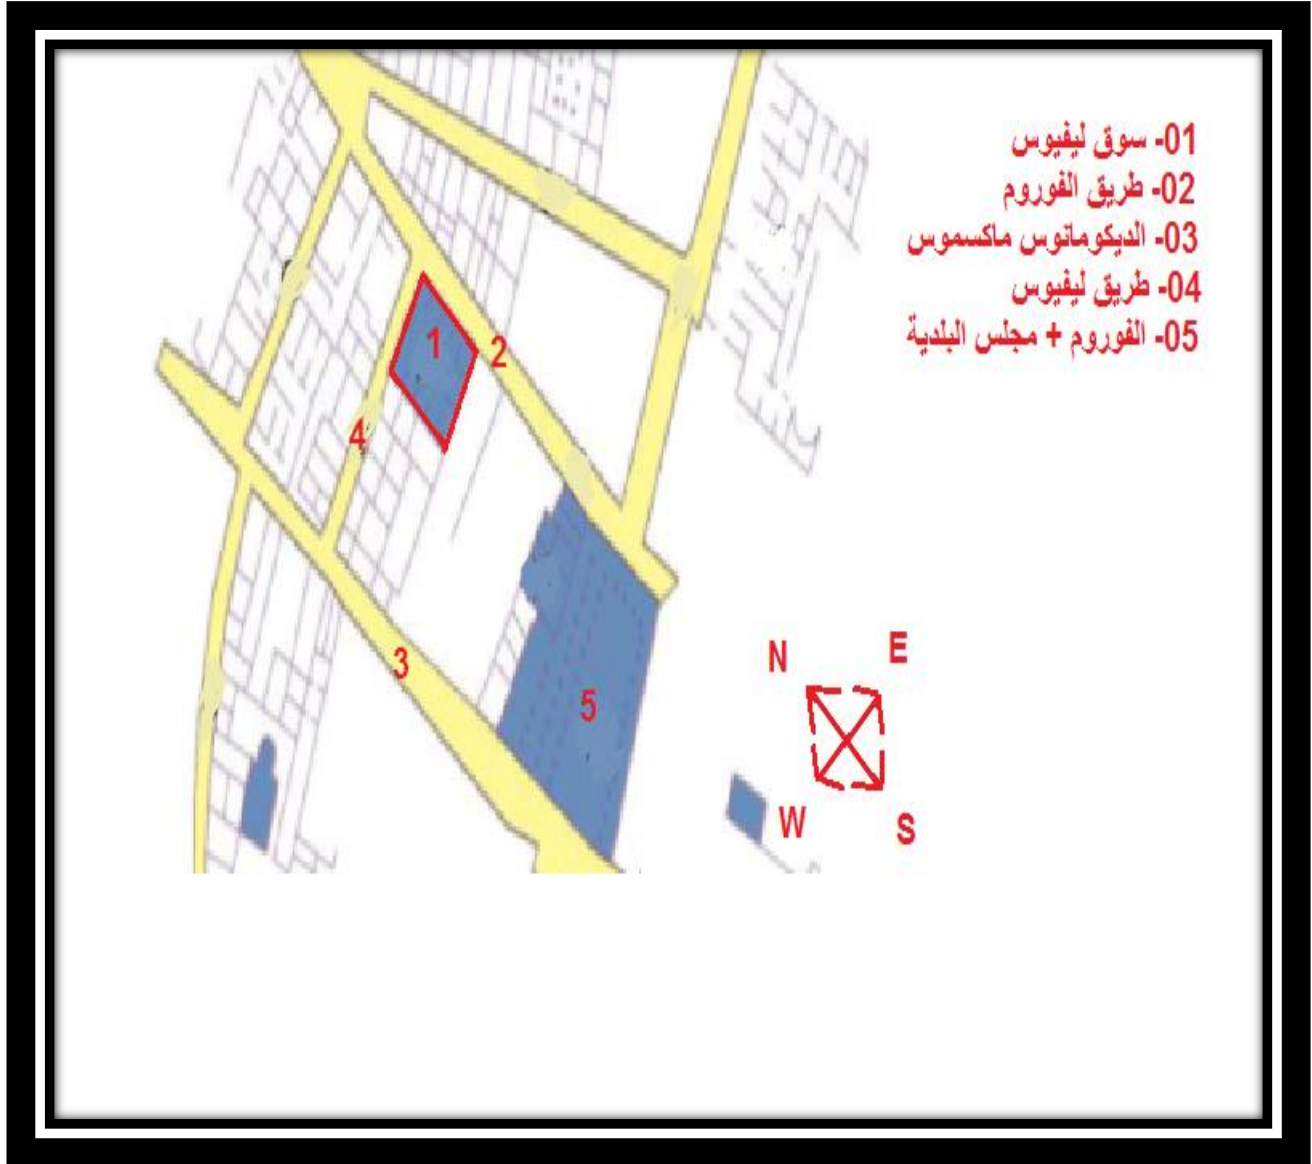 01- سوق ليفيوس
02- طريق الفوروم
03- الديكومانوس ماكسموس
04- طريق ليفيوس
05- الفوروم + مجلس البلدية
1
2
4
3
5
N E
W S